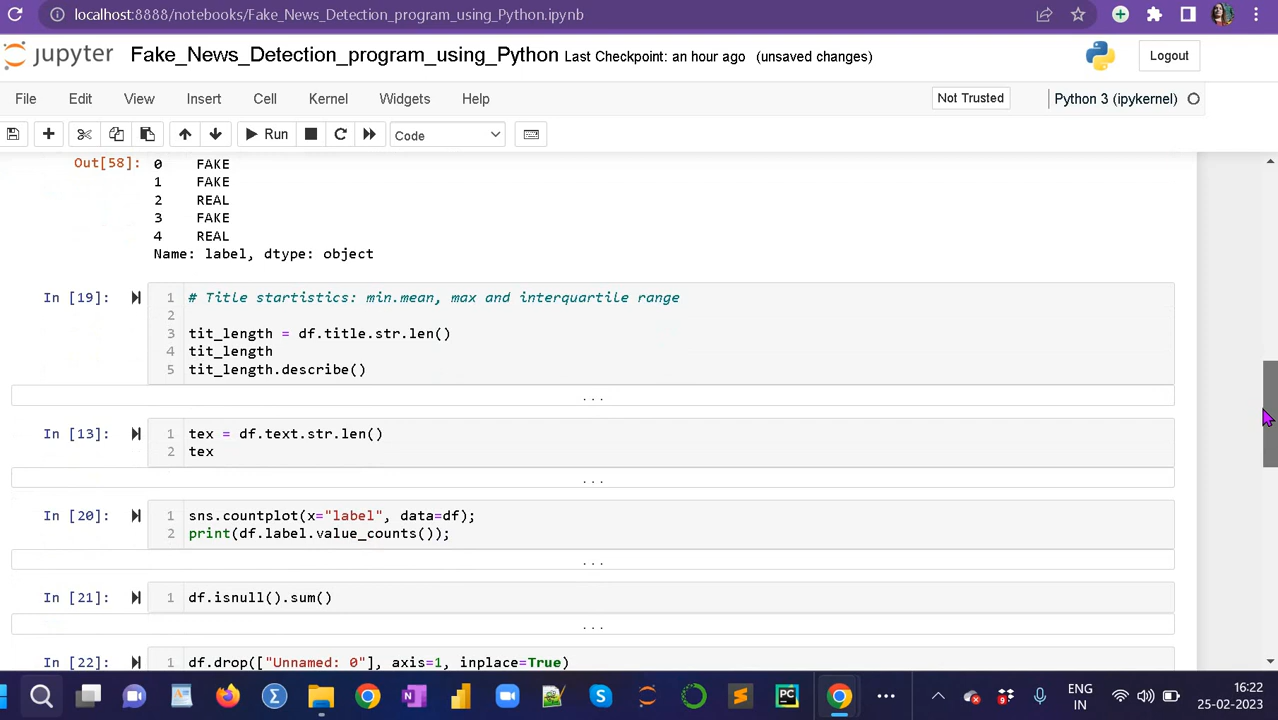 localhost:8888/notebooks/Fake_News_Detection_program_using_Python.ipynb
jupyter Fake_News_Detection_program_using_Python Last Checkpoint: an hour ago (unsaved changes) Logout
File Edit View Insert Cell Kernel Widgets Help Not Trusted Python 3 (ipykernel)
Run Code
Out[58]: 0 FAKE
1 FAKE
2 REAL
3 FAKE
4 REAL
Name: label, dtype: object
In [19]: 1 # Title startistics: min.mean, max and interquartile range
2
3 tit_length = df.title.str.len()
4 tit_length
5 tit_length.describe()
...
In [13]: 1 tex = df.text.str.len()
2 tex
...
In [20]: 1 sns.countplot(x="label", data=df);
2 print(df.label.value_counts());
...
In [21]: 1 df.isnull().sum()
...
In [22]: 1 df.drop(["Unnamed: 0"], axis=1, inplace=True)
ENG
IN
16:22
25-02-2023